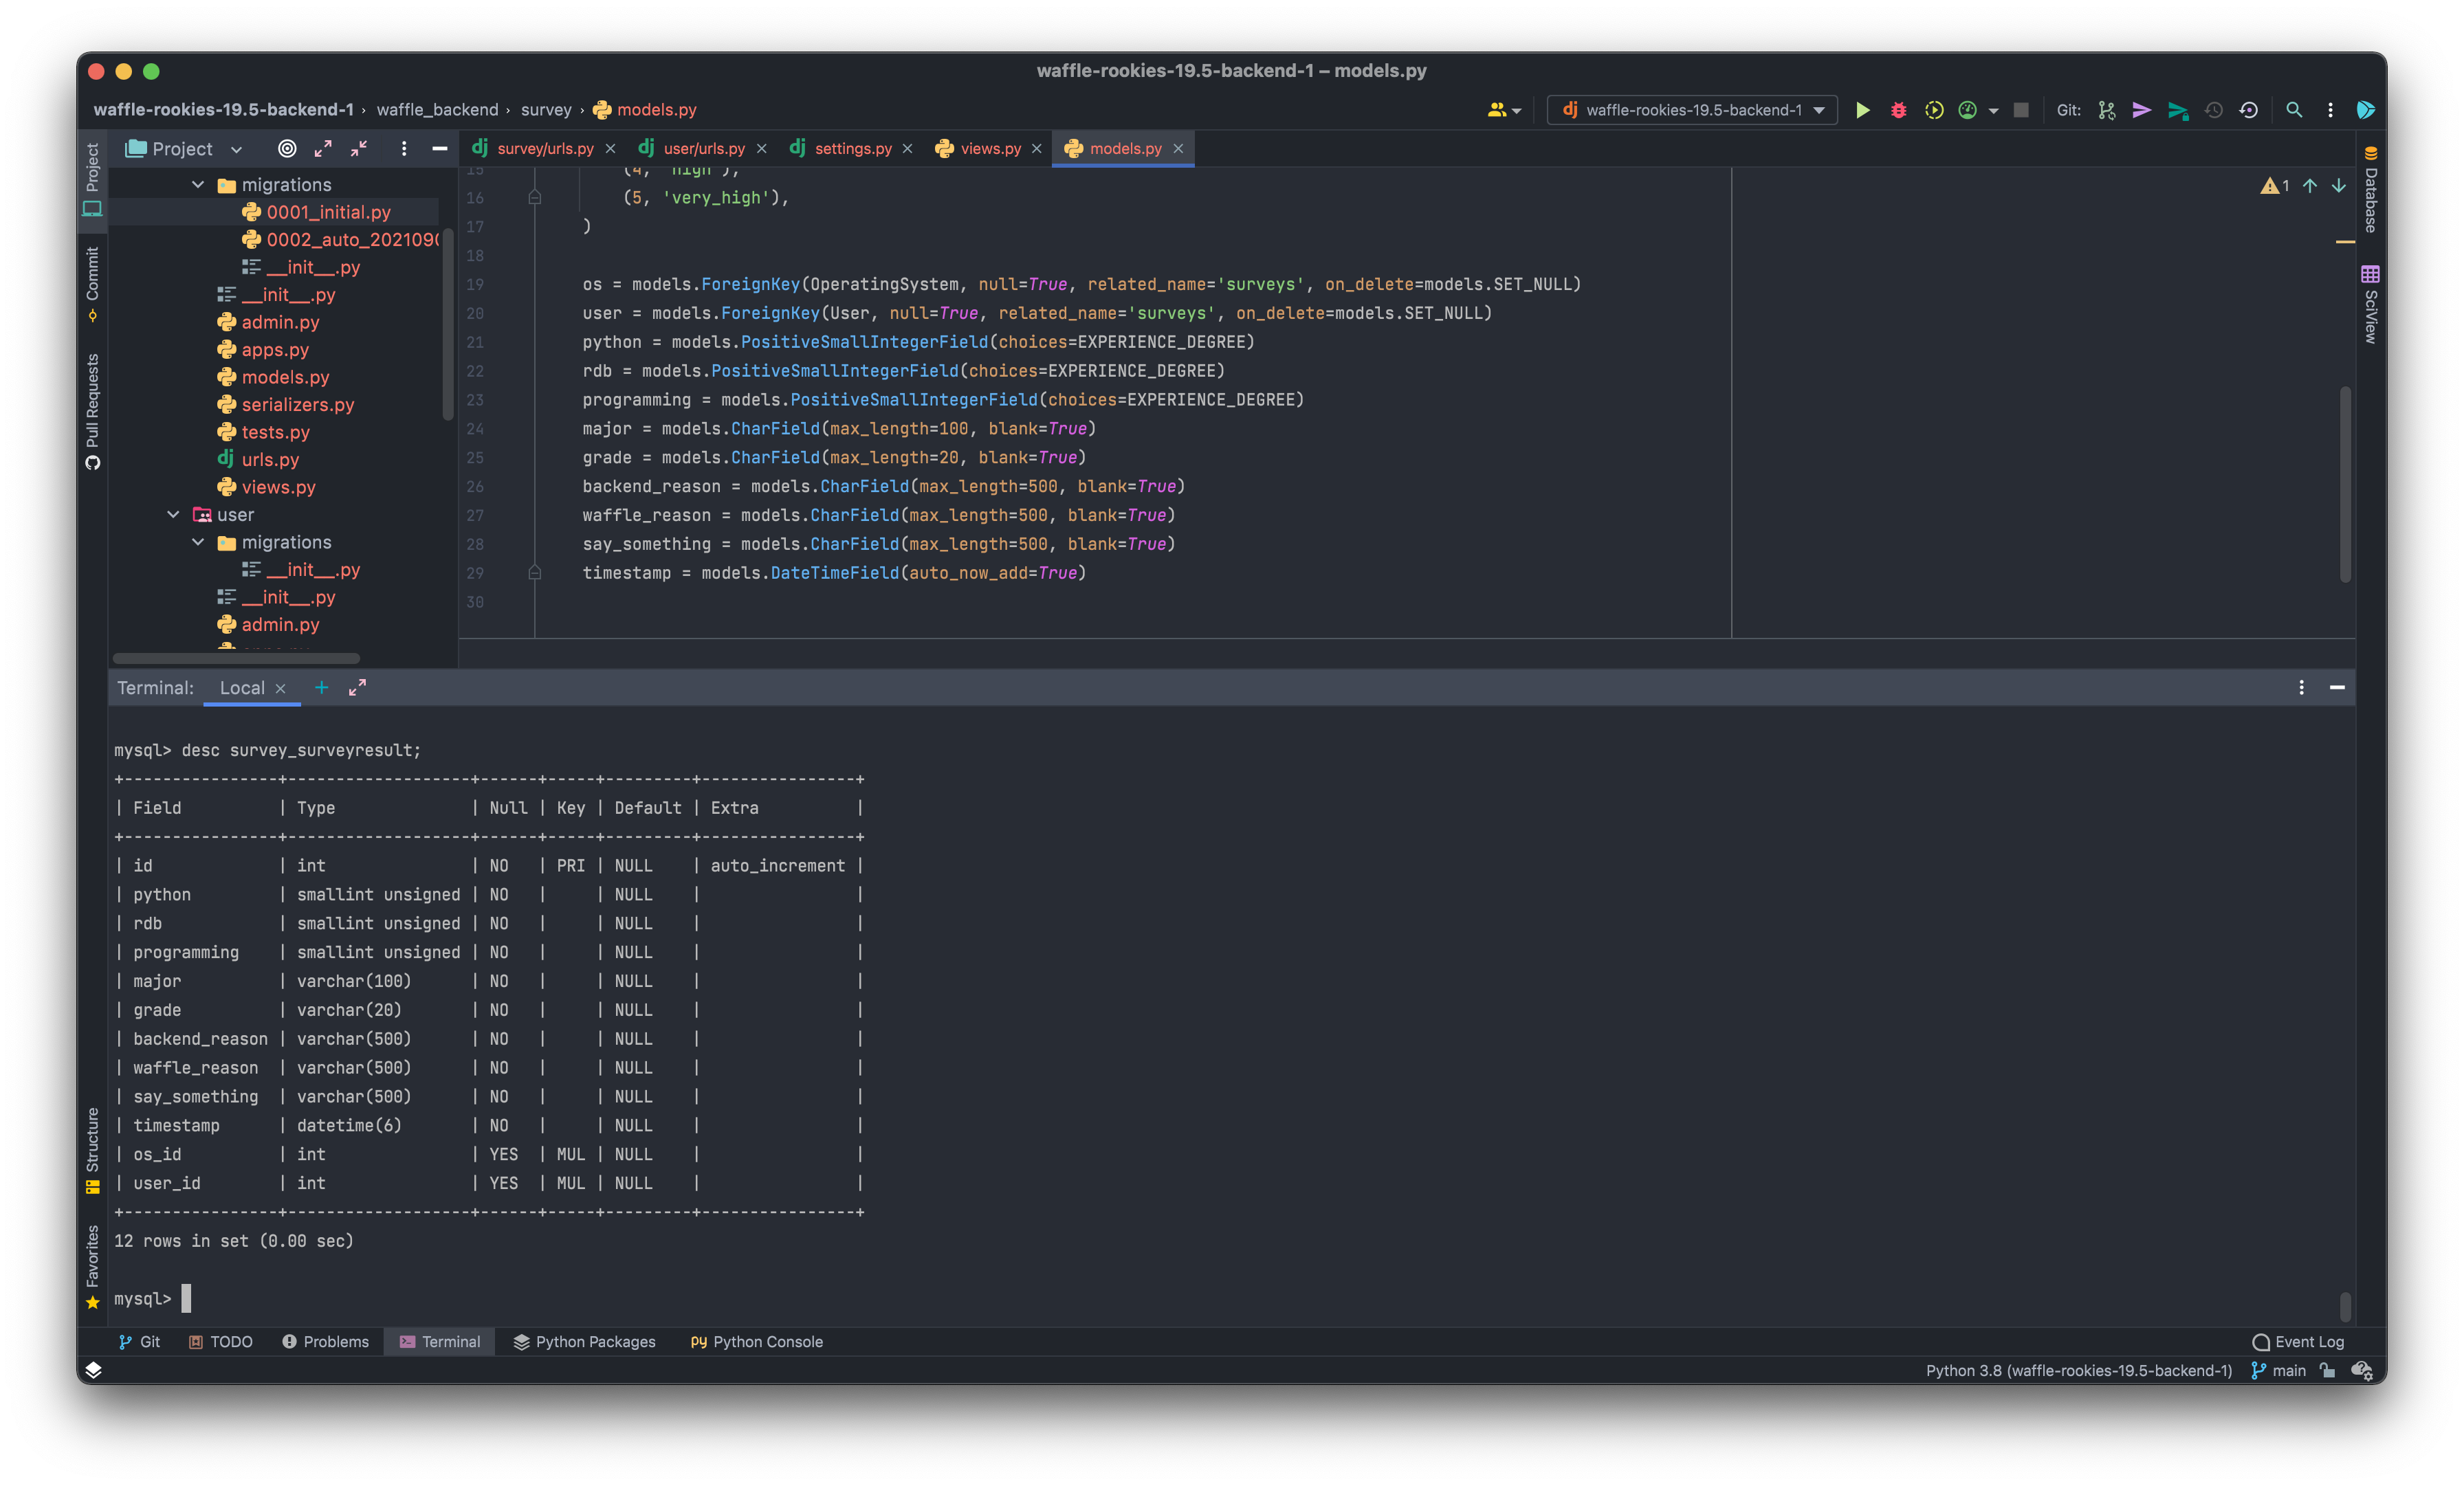 waffle-rookies-19.5-backend-1 – models.py
waffle-rookies-19.5-backend-1 › waffle_backend › survey › models.py
waffle-rookies-19.5-backend-1
Git:
Project
survey/urls.py
user/urls.py
settings.py
views.py
models.py
Project
Commit
Pull Requests
Structure
Favorites
Database
SciView
migrations
0001_initial.py
0002_auto_202109
__init__.py
__init__.py
admin.py
apps.py
models.py
serializers.py
tests.py
urls.py
views.py
user
migrations
__init__.py
__init__.py
admin.py
1
15 (4, 'high'),
16 (5, 'very_high'),
17 )
18
19 os = models.ForeignKey(OperatingSystem, null=True, related_name='surveys', on_delete=models.SET_NULL)
20 user = models.ForeignKey(User, null=True, related_name='surveys', on_delete=models.SET_NULL)
21 python = models.PositiveSmallIntegerField(choices=EXPERIENCE_DEGREE)
22 rdb = models.PositiveSmallIntegerField(choices=EXPERIENCE_DEGREE)
23 programming = models.PositiveSmallIntegerField(choices=EXPERIENCE_DEGREE)
24 major = models.CharField(max_length=100, blank=True)
25 grade = models.CharField(max_length=20, blank=True)
26 backend_reason = models.CharField(max_length=500, blank=True)
27 waffle_reason = models.CharField(max_length=500, blank=True)
28 say_something = models.CharField(max_length=500, blank=True)
29 timestamp = models.DateTimeField(auto_now_add=True)
30
Terminal: Local
mysql> desc survey_surveyresult;
+----------------+-------------------+------+-----+---------+----------------+
| Field          | Type              | Null | Key | Default | Extra          |
+----------------+-------------------+------+-----+---------+----------------+
| id             | int               | NO   | PRI | NULL    | auto_increment |
| python         | smallint unsigned | NO   |     | NULL    |                |
| rdb            | smallint unsigned | NO   |     | NULL    |                |
| programming    | smallint unsigned | NO   |     | NULL    |                |
| major          | varchar(100)      | NO   |     | NULL    |                |
| grade          | varchar(20)       | NO   |     | NULL    |                |
| backend_reason | varchar(500)      | NO   |     | NULL    |                |
| waffle_reason  | varchar(500)      | NO   |     | NULL    |                |
| say_something  | varchar(500)      | NO   |     | NULL    |                |
| timestamp      | datetime(6)       | NO   |     | NULL    |                |
| os_id          | int               | YES  | MUL | NULL    |                |
| user_id        | int               | YES  | MUL | NULL    |                |
+----------------+-------------------+------+-----+---------+----------------+
12 rows in set (0.00 sec)
mysql>
Git TODO Problems Terminal Python Packages Python Console Event Log
Python 3.8 (waffle-rookies-19.5-backend-1) main